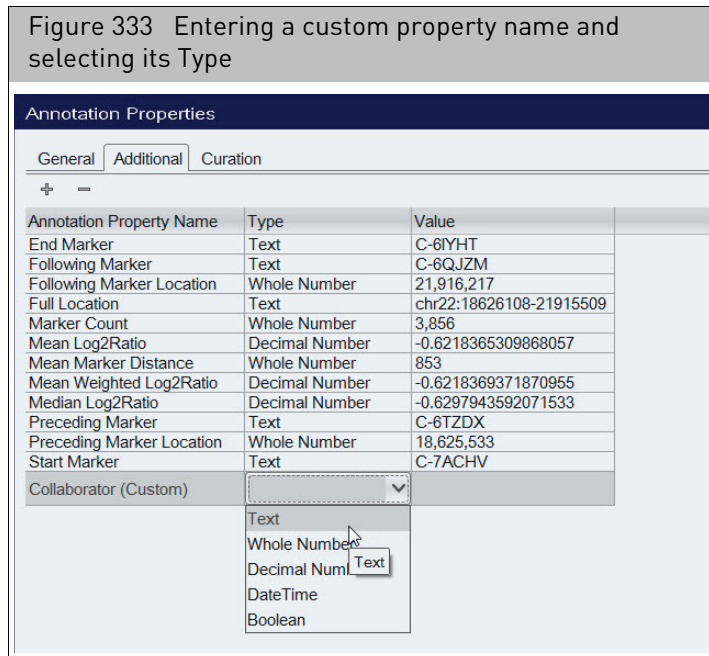 Figure 333 Entering a custom property name and
selecting its Type
Annotation Properties
General Additional Curation
Annotation Property Name Type Value
End Marker Text C-6IYHT
Following Marker Text C-6QJZM
Following Marker Location Whole Number 21,916,217
Full Location Text chr22:18626108-21915509
Marker Count Whole Number 3,856
Mean Log2Ratio Decimal Number -0.6218365309868057
Mean Marker Distance Whole Number 853
Mean Weighted Log2Ratio Decimal Number -0.6218369371870955
Median Log2Ratio Decimal Number -0.6297943592071533
Preceding Marker Text C-6TZDX
Preceding Marker Location Whole Number 18,625,533
Start Marker Text C-7ACHV
Collaborator (Custom)
Text
Whole Number
Decimal Num Text
DateTime
Boolean